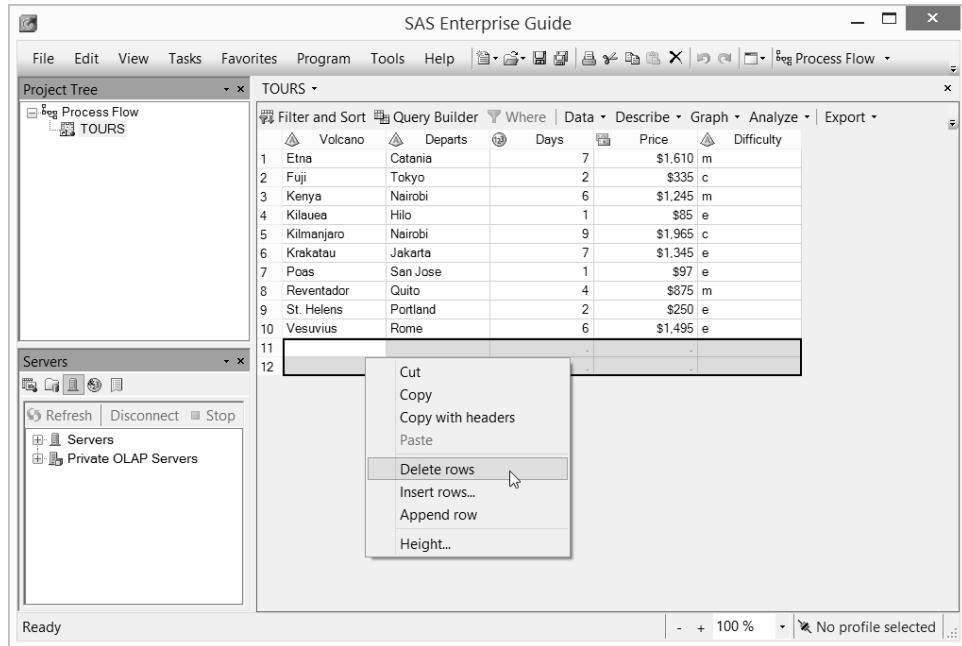 SAS Enterprise Guide
File Edit View Tasks Favorites Program Tools Help Process Flow
Project Tree
Process Flow
TOURS
TOURS
Filter and Sort Query Builder Where Data Describe Graph Analyze Export
Volcano Departs Days Price Difficulty
1 Etna Catania 7 $1,610 m
2 Fuji Tokyo 2 $335 c
3 Kenya Nairobi 6 $1,245 m
4 Kilauea Hilo 1 $85 e
5 Kilmanjaro Nairobi 9 $1,965 c
6 Krakatau Jakarta 7 $1,345 e
7 Poas San Jose 1 $97 e
8 Reventador Quito 4 $875 m
9 St. Helens Portland 2 $250 e
10 Vesuvius Rome 6 $1,495 e
11 . .
12 . .
Servers
Refresh Disconnect Stop
Servers
Private OLAP Servers
Cut
Copy
Copy with headers
Paste
Delete rows
Insert rows...
Append row
Height...
Ready - + 100 % No profile selected